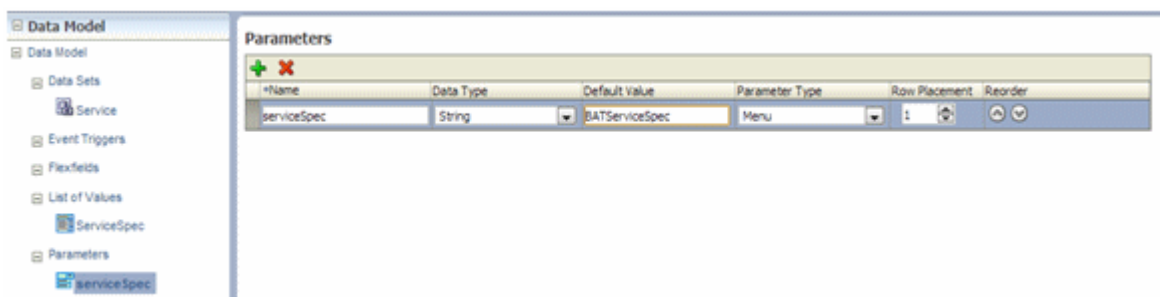 Data Model
Data Model
Data Sets
Service
Event Triggers
Flexfields
List of Values
ServiceSpec
Parameters
serviceSpec
Parameters
*Name Data Type Default Value Parameter Type Row Placement Reorder
serviceSpec String BATServiceSpec Menu 1